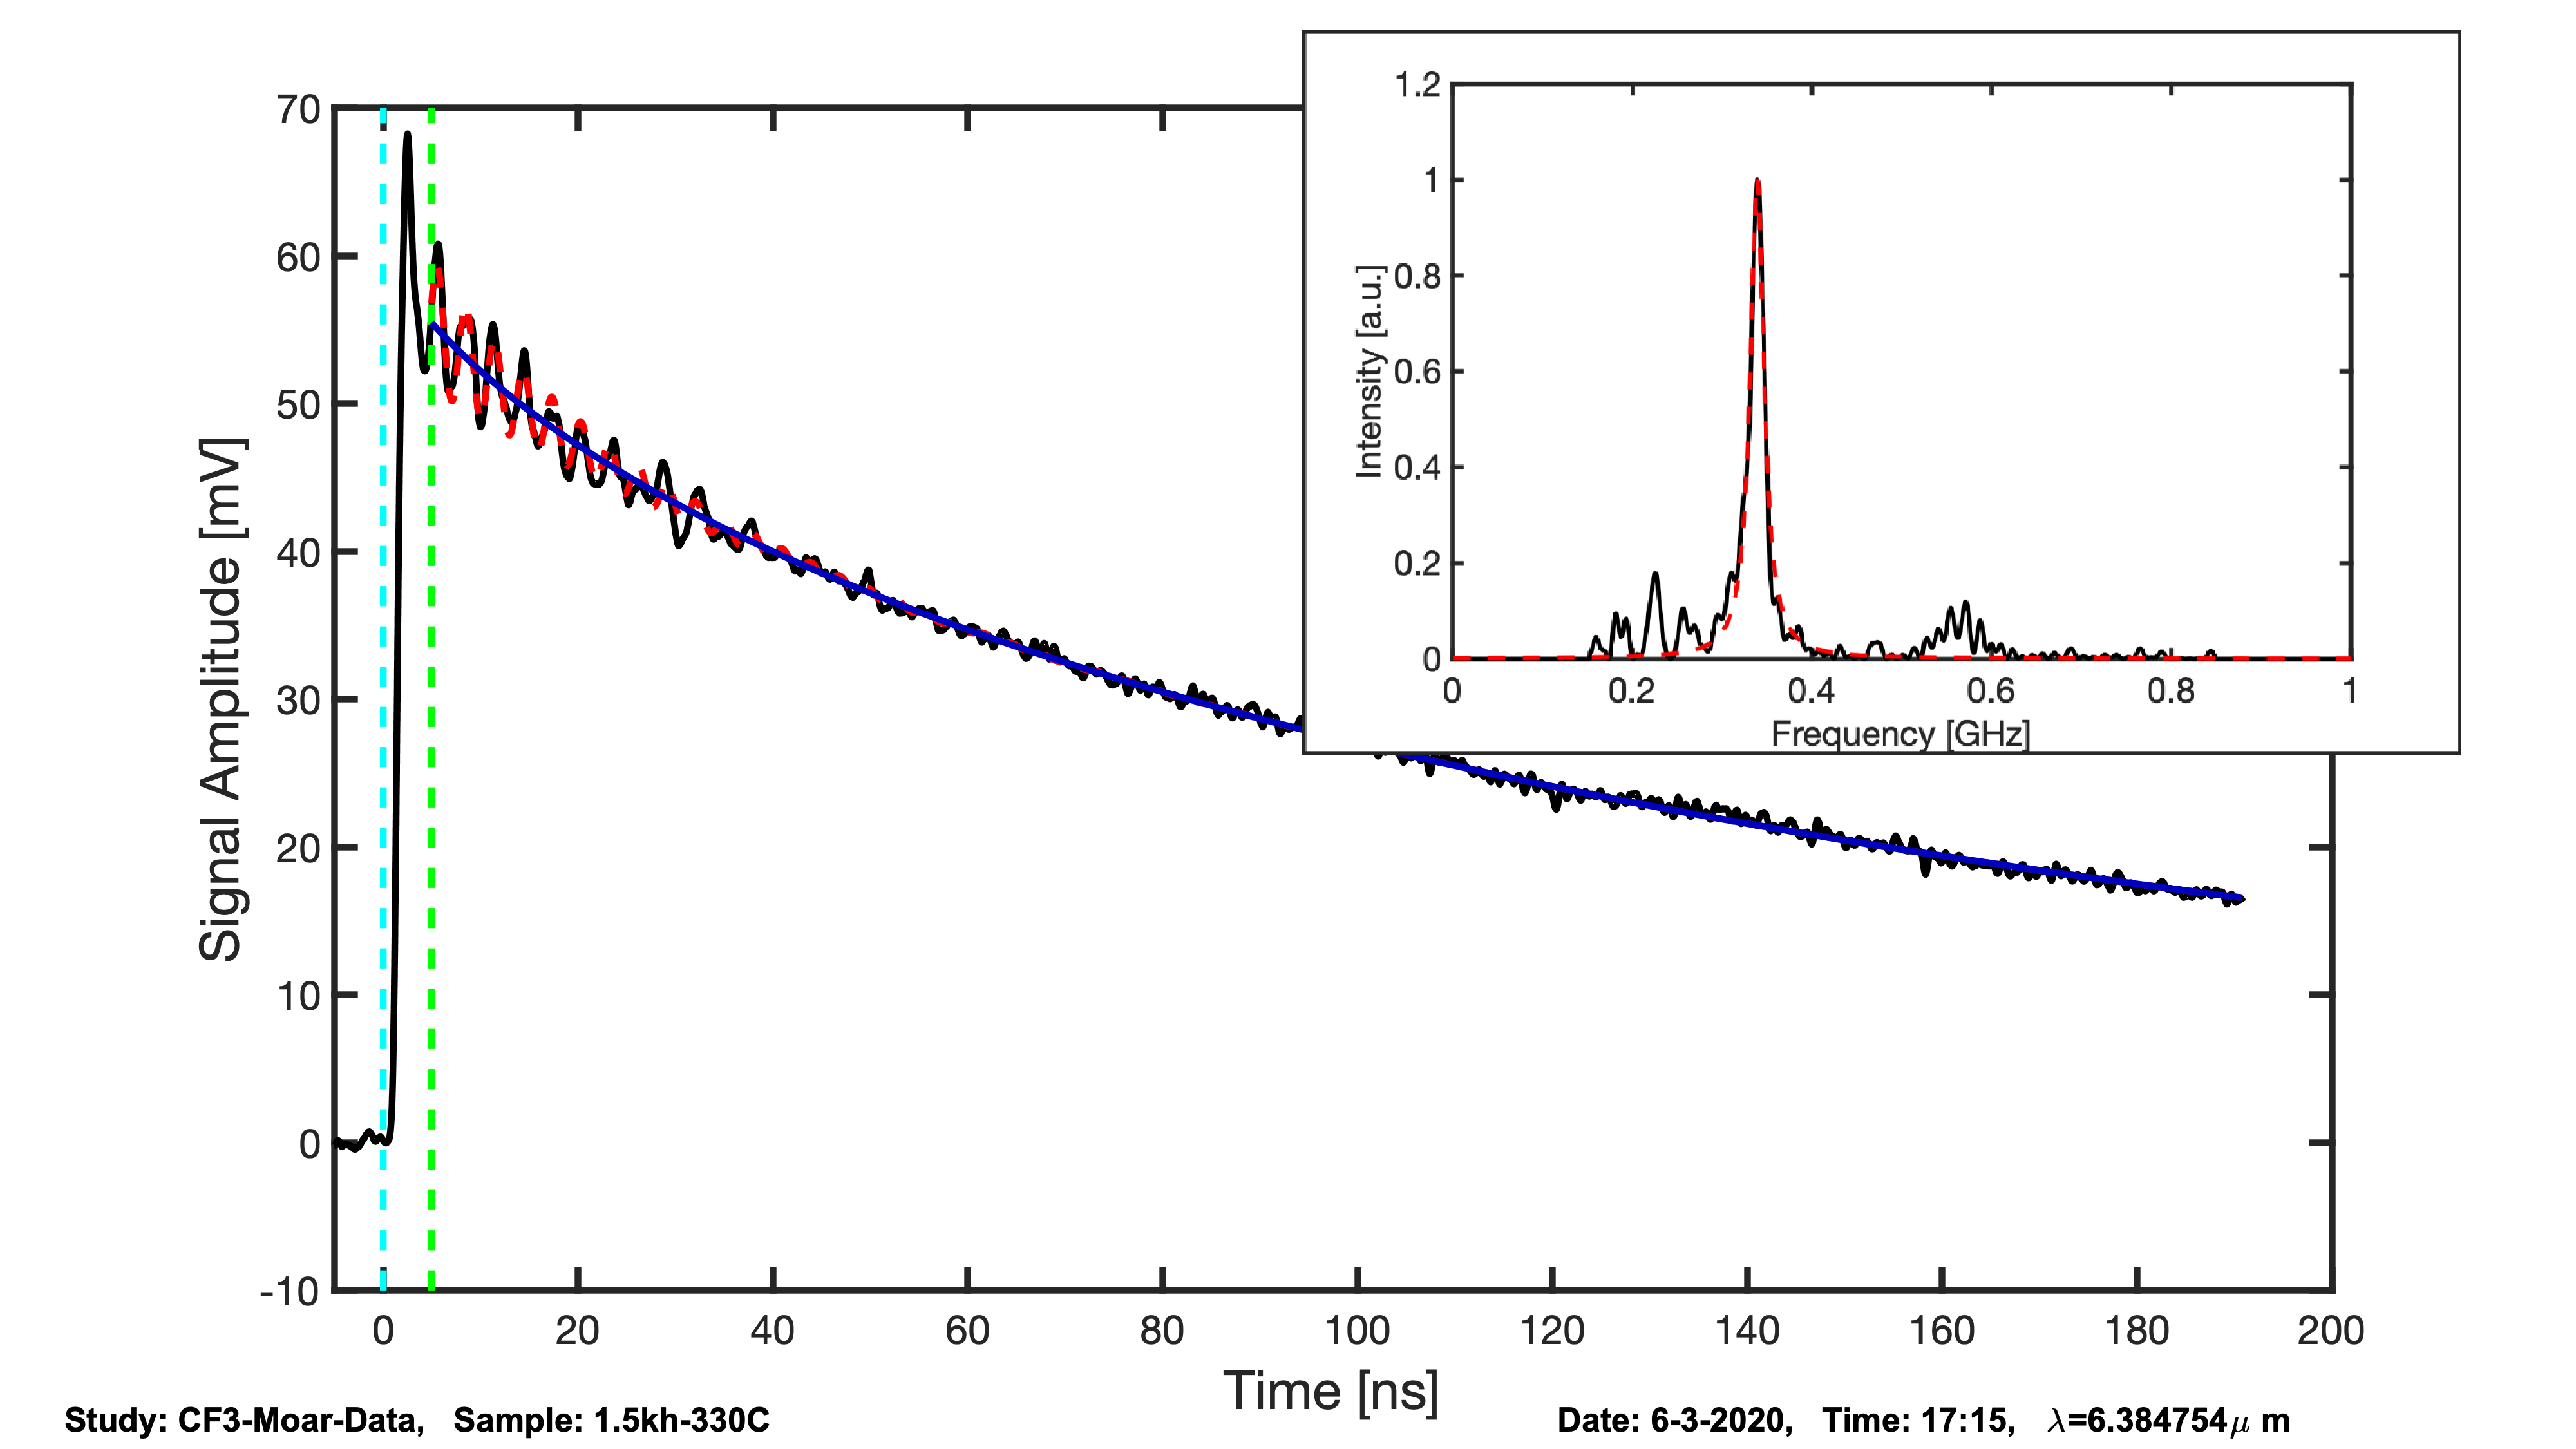 1.2
1
0.8
0.6
0.4
0.2
0
Intensity [a.u.]
0 0.2 0.4 0.6 0.8 1
Frequency [GHz]
70
60
50
40
30
20
10
0
-10
Signal Amplitude [mV]
0 20 40 60 80 100 120 140 160 180 200
Time [ns]
Study: CF3-Moar-Data, Sample: 1.5kh-330C
Date: 6-3-2020, Time: 17:15, λ=6.384754μ m